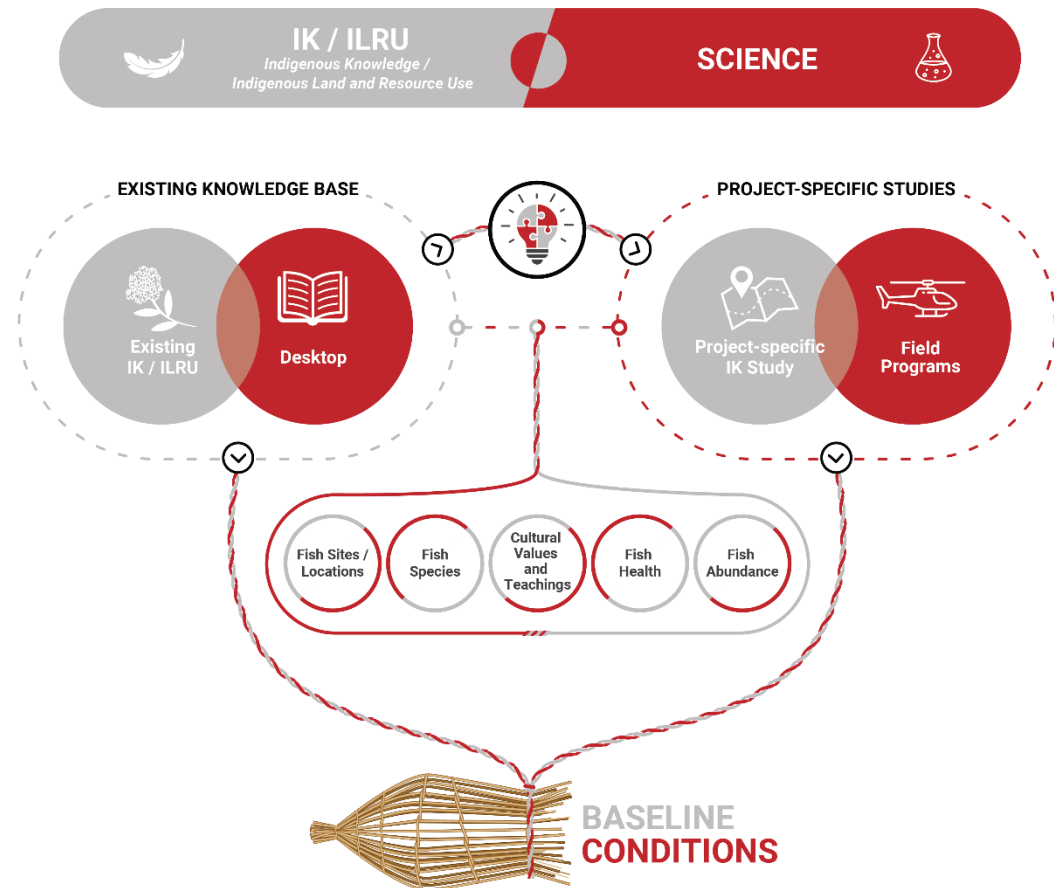 IK / ILRU
Indigenous Knowledge /
Indigenous Land and Resource Use
SCIENCE
EXISTING KNOWLEDGE BASE
PROJECT-SPECIFIC STUDIES
Existing
IK / ILRU
Desktop
Project-specific
IK Study
Field
Programs
Fish Sites /
Locations
Fish
Species
Cultural
Values
and
Teachings
Fish
Health
Fish
Abundance
BASELINE
CONDITIONS